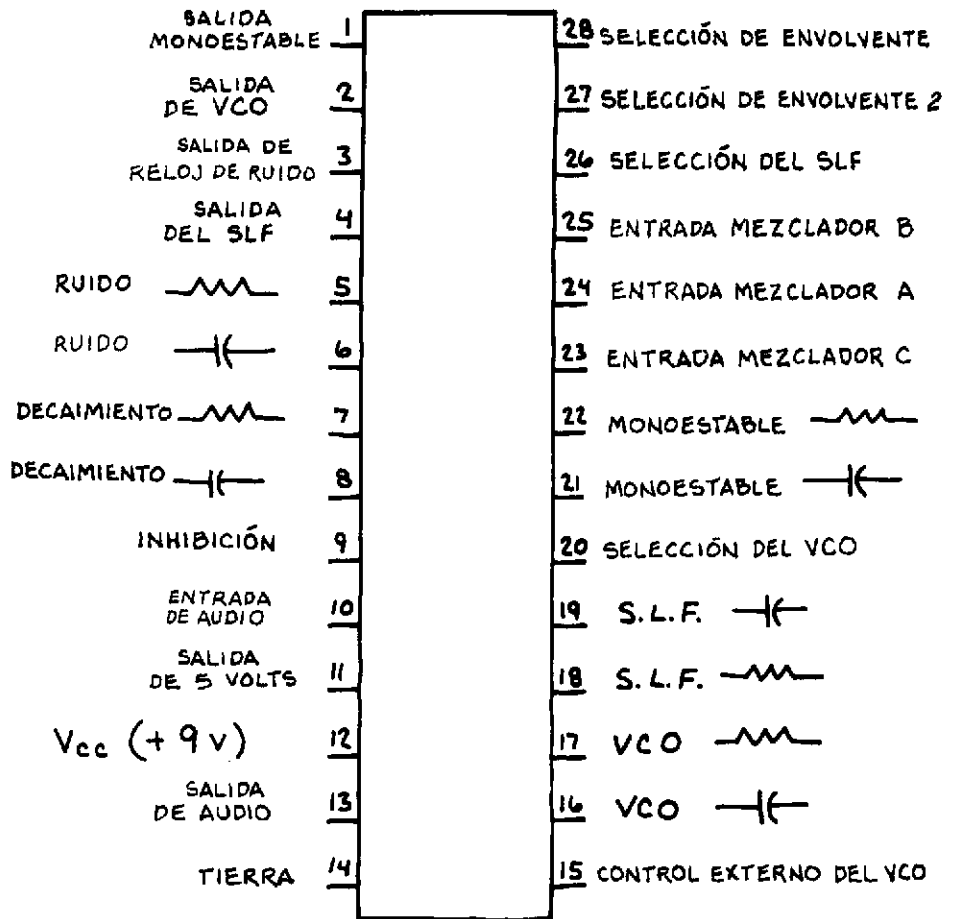 SALIDA
MONOESTABLE 1
SALIDA
DE VCO 2
SALIDA DE
RELOJ DE RUIDO 3
SALIDA
DEL SLF 4
RUIDO 5
RUIDO 6
DECAIMIENTO 7
DECAIMIENTO 8
INHIBICIÓN 9
ENTRADA
DE AUDIO 10
SALIDA
DE 5 VOLTS 11
Vcc (+ 9 v) 12
SALIDA
DE AUDIO 13
TIERRA 14
28 SELECCIÓN DE ENVOLVENTE
27 SELECCIÓN DE ENVOLVENTE 2
26 SELECCIÓN DEL SLF
25 ENTRADA MEZCLADOR B
24 ENTRADA MEZCLADOR A
23 ENTRADA MEZCLADOR C
22 MONOESTABLE
21 MONOESTABLE
20 SELECCIÓN DEL VCO
19 S.L.F.
18 S.L.F.
17 VCO
16 VCO
15 CONTROL EXTERNO DEL VCO